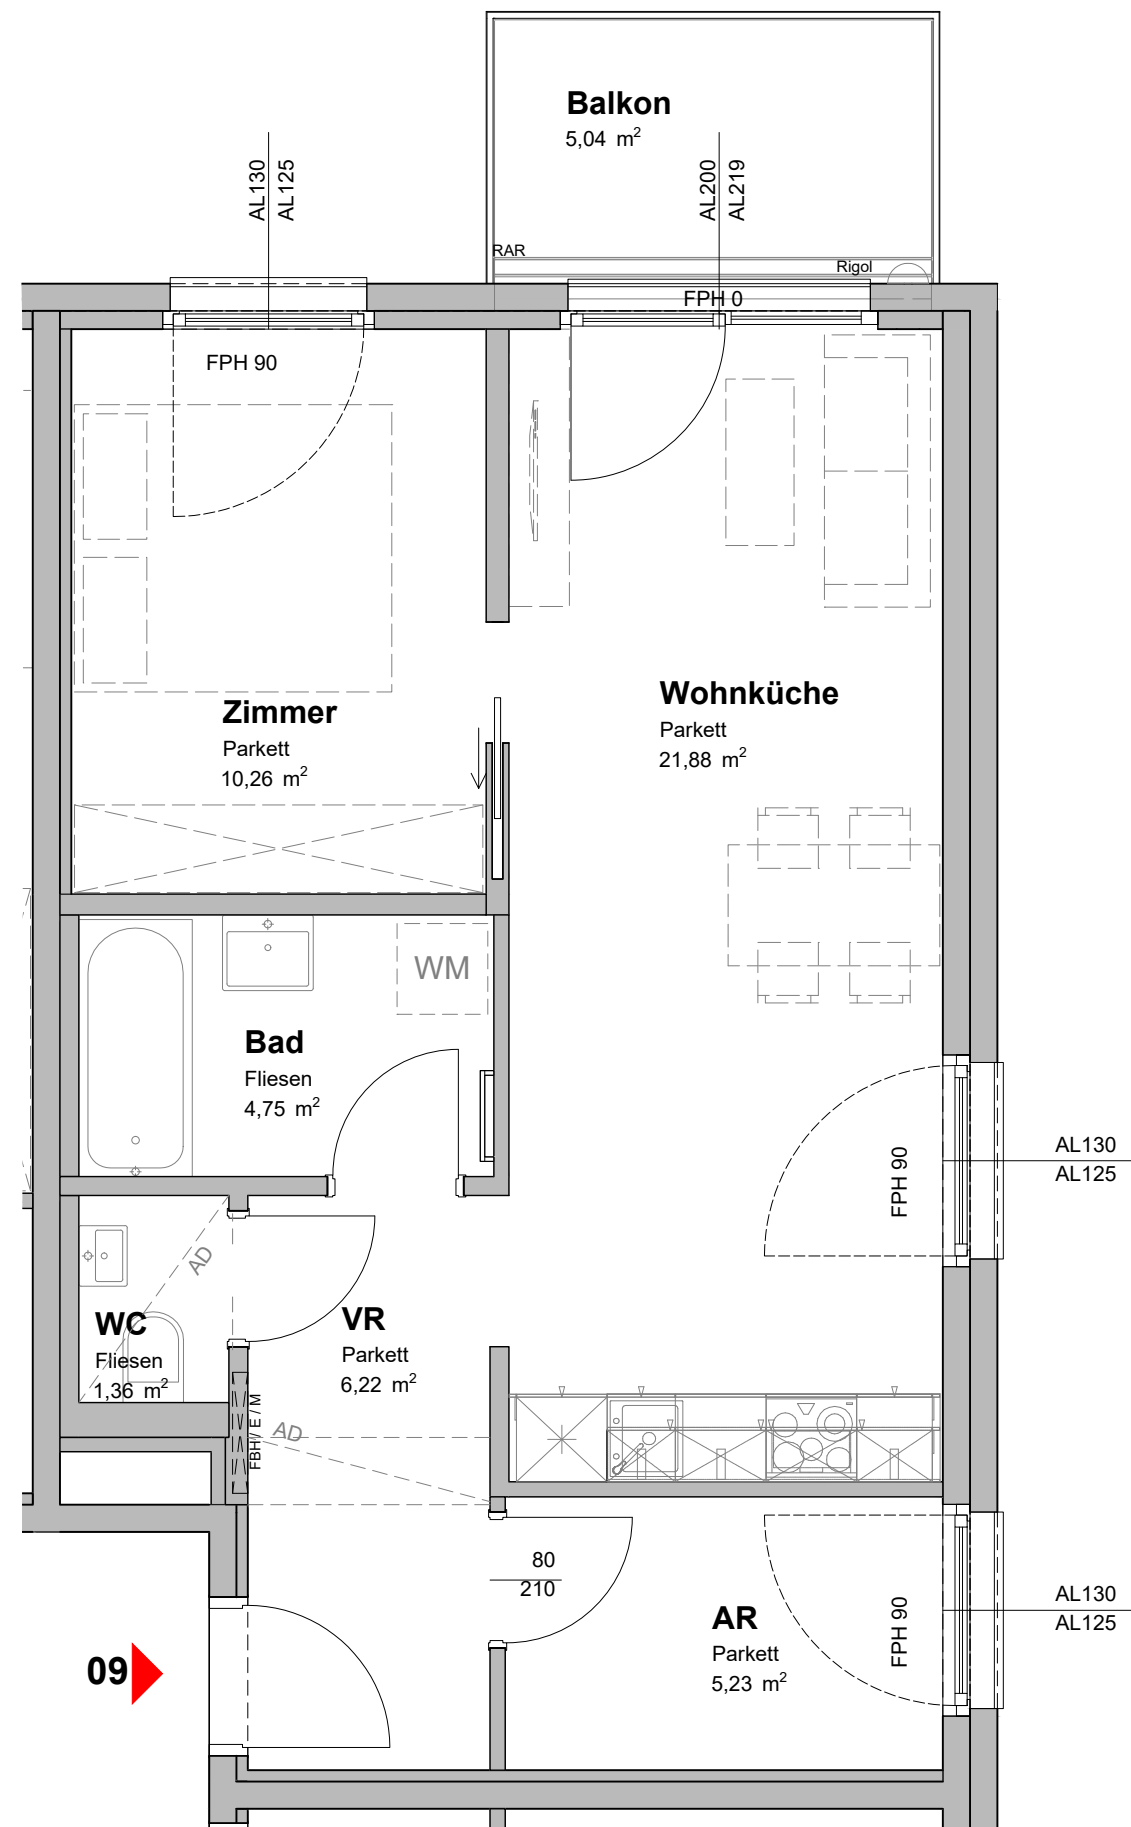 Balkon
5,04 m²
AL130
AL125
AL200
AL219
RAR
Rigol
FPH 0
FPH 90
Zimmer
Parkett
10,26 m²
Wohnküche
Parkett
21,88 m²
WM
Bad
Fliesen
4,75 m²
AL130
AL125
FPH 90
AD
WC
Fliesen
1,36 m²
VR
Parkett
6,22 m²
FBH / E / M
AD
80
210
AR
Parkett
5,23 m²
FPH 90
AL130
AL125
09